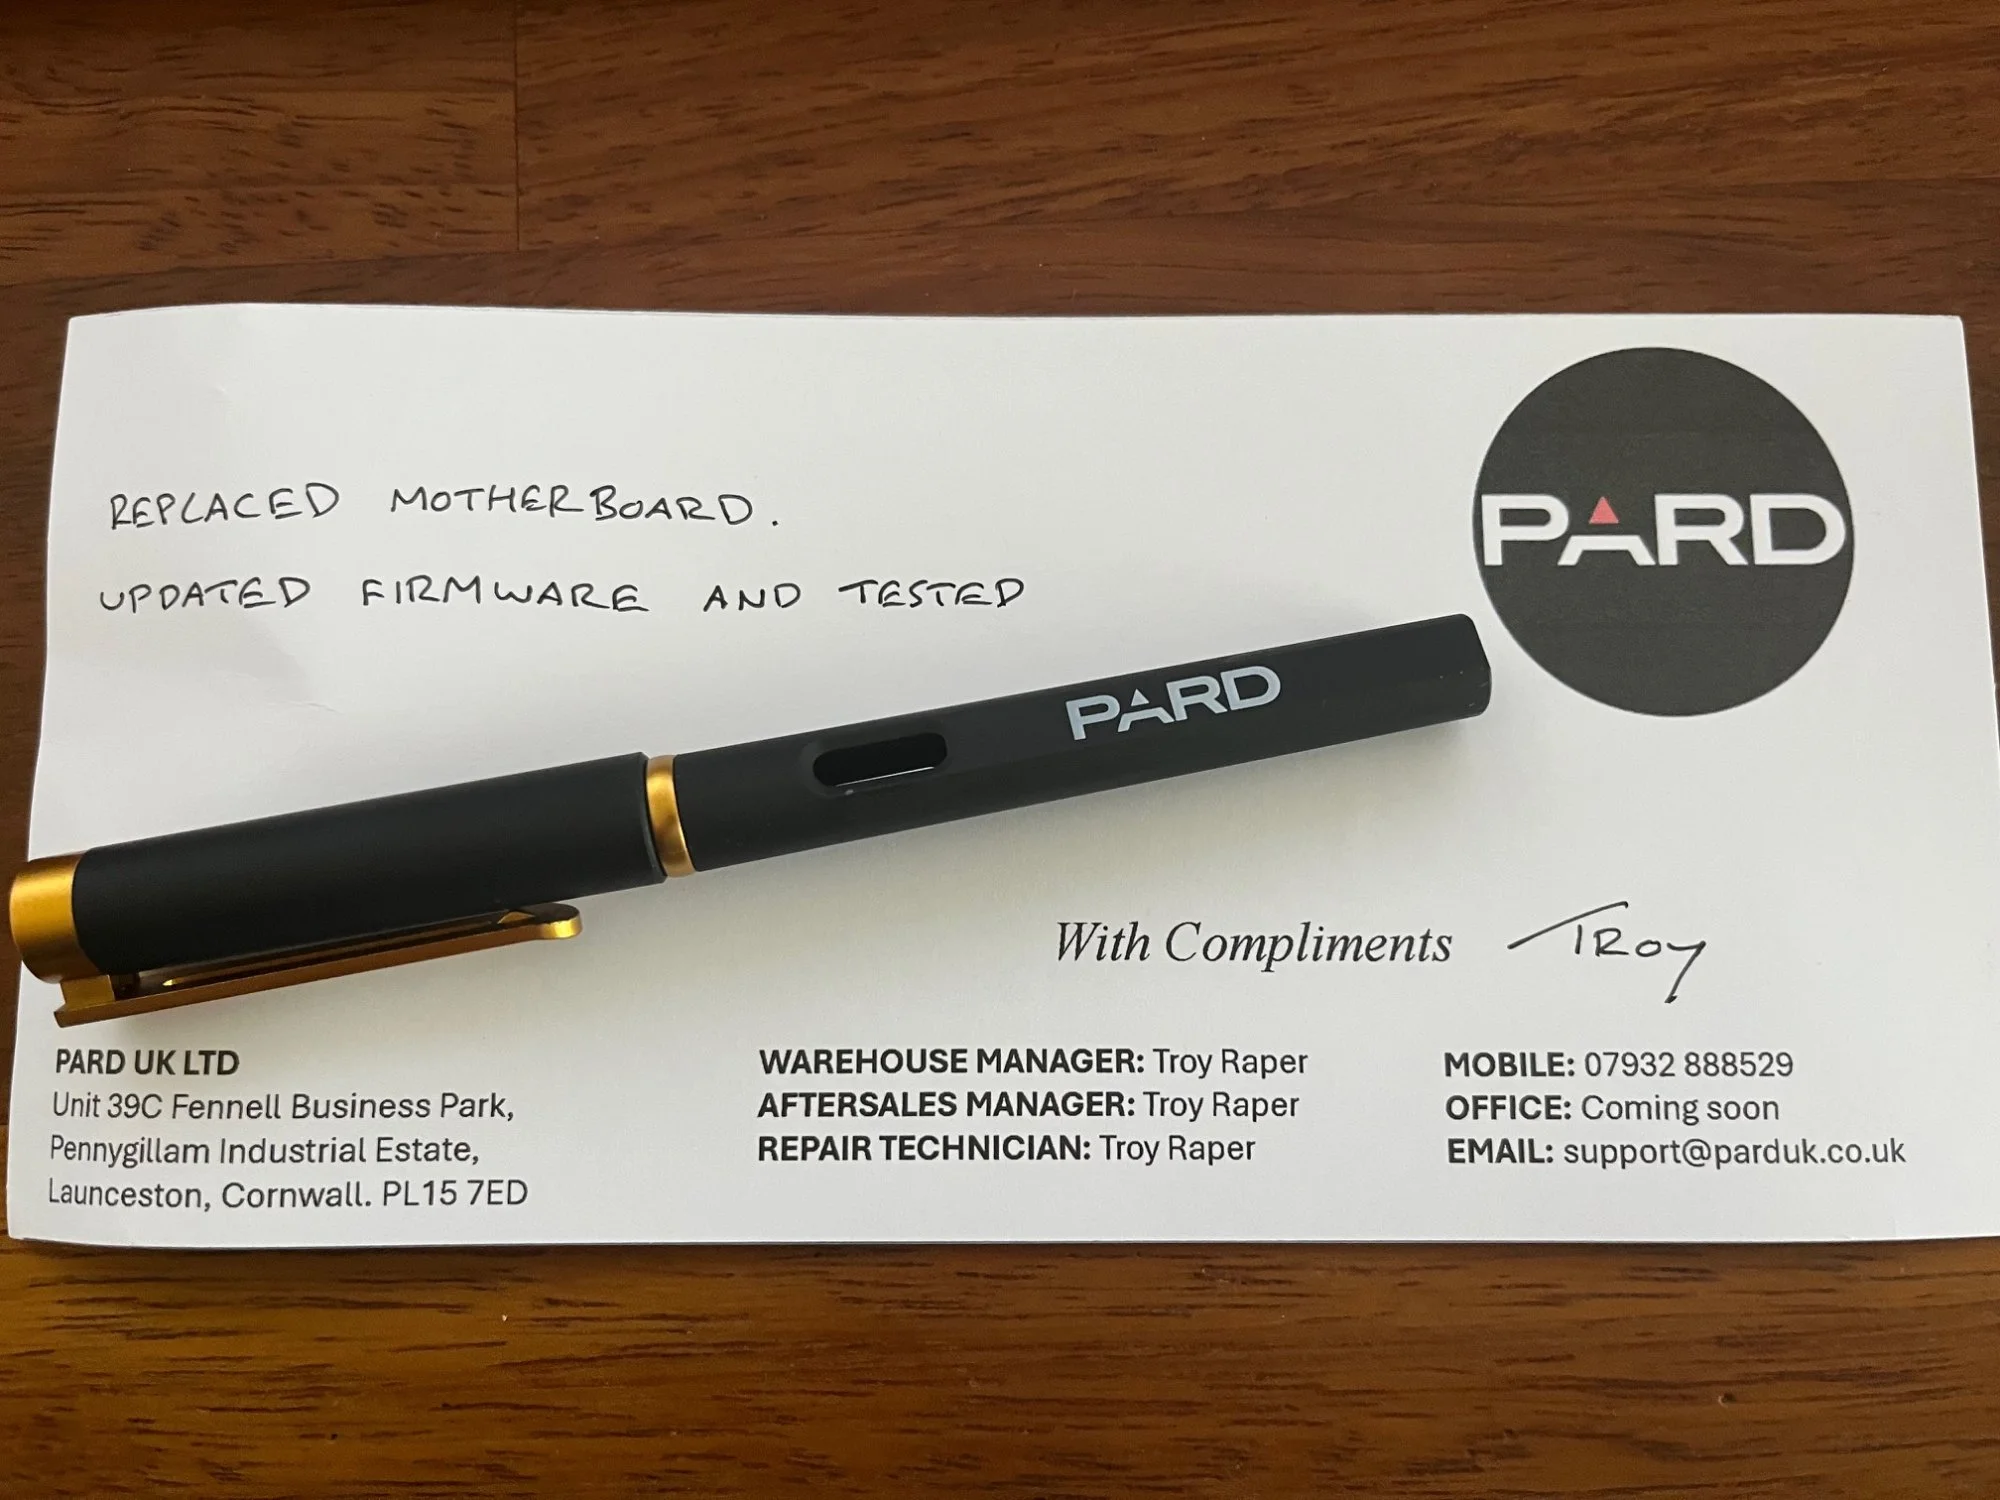 REPLACED MOTHERBOARD.
UPDATED FIRMWARE AND TESTED
PARD
PARD
With Compliments TROY
PARD UK LTD
Unit 39C Fennell Business Park,
Pennygillam Industrial Estate,
Launceston, Cornwall. PL15 7ED
WAREHOUSE MANAGER: Troy Raper
AFTERSALES MANAGER: Troy Raper
REPAIR TECHNICIAN: Troy Raper
MOBILE: 07932 888529
OFFICE: Coming soon
EMAIL: support@parduk.co.uk